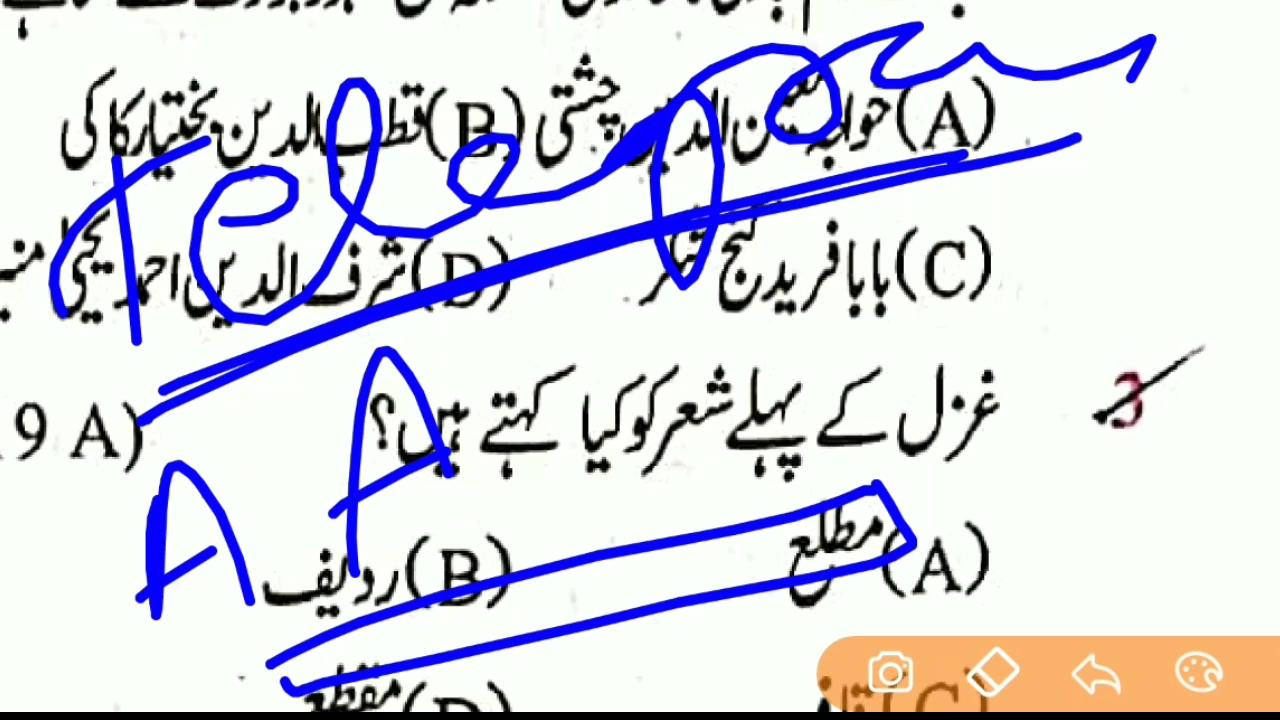 (A) خواجہ معین الدین چشتی (B) قطب الدین بختیار کاکی
(C) بابا فرید گنج شکر (D) شرف الدین احمد یحییٰ
3 غزل کے پہلے شعر کو کیا کہتے ہیں؟ 9 A)
(A) مطلع (B) ردیف
(C) (D) مقطع
Telegram
A A